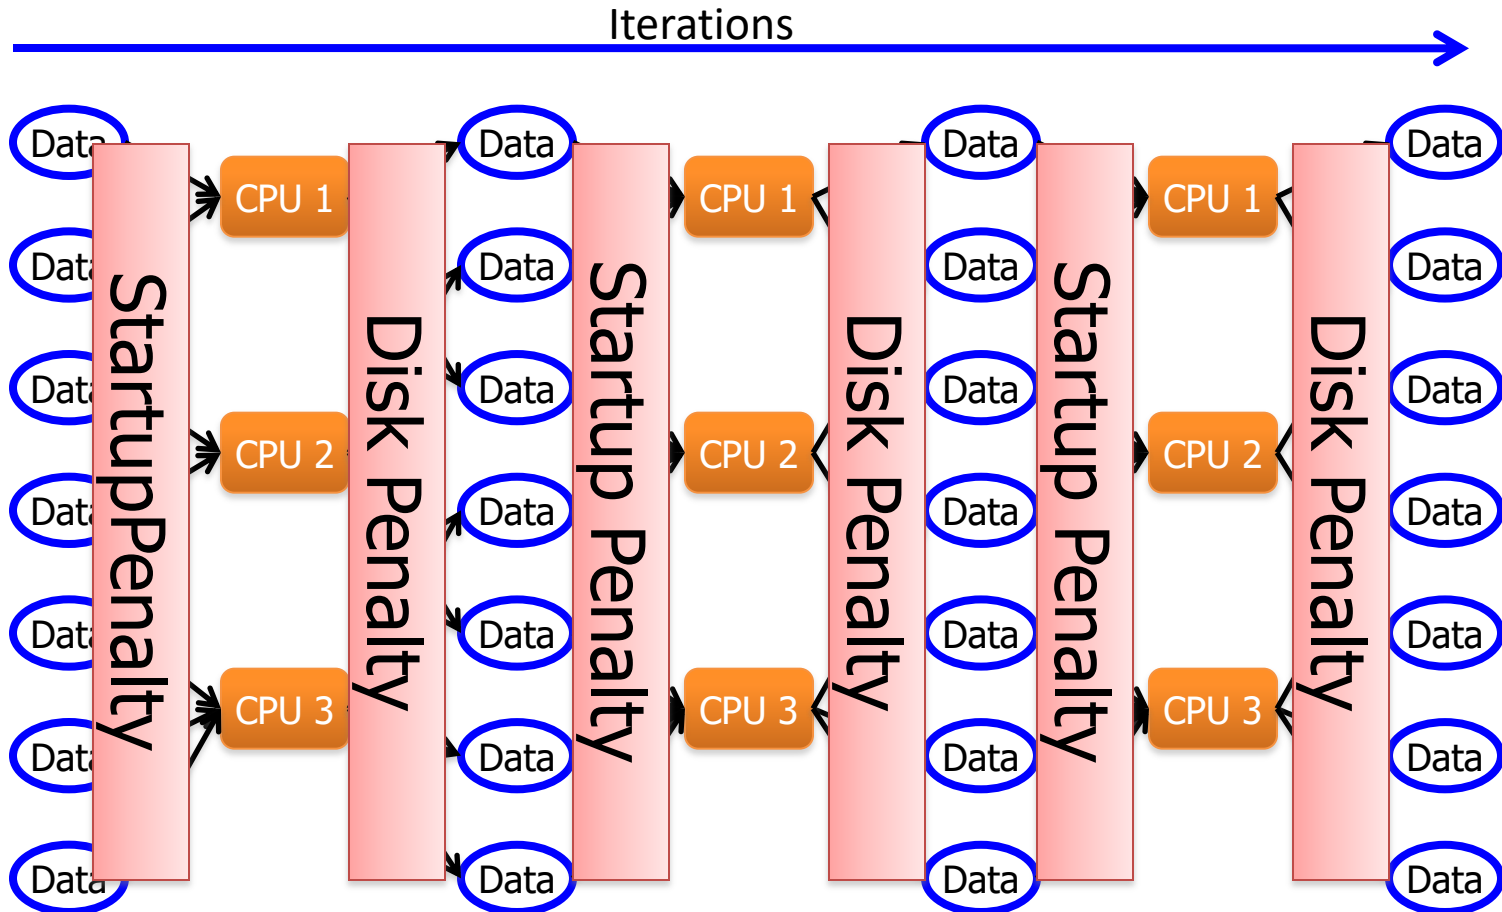 Iterations
Data
Data
Data
Data
Data
Data
Data
StartupPenalty
CPU 1
CPU 2
CPU 3
Disk Penalty
Data
Data
Data
Data
Data
Data
Data
Startup Penalty
CPU 1
CPU 2
CPU 3
Disk Penalty
Data
Data
Data
Data
Data
Data
Data
Startup Penalty
CPU 1
CPU 2
CPU 3
Disk Penalty
Data
Data
Data
Data
Data
Data
Data